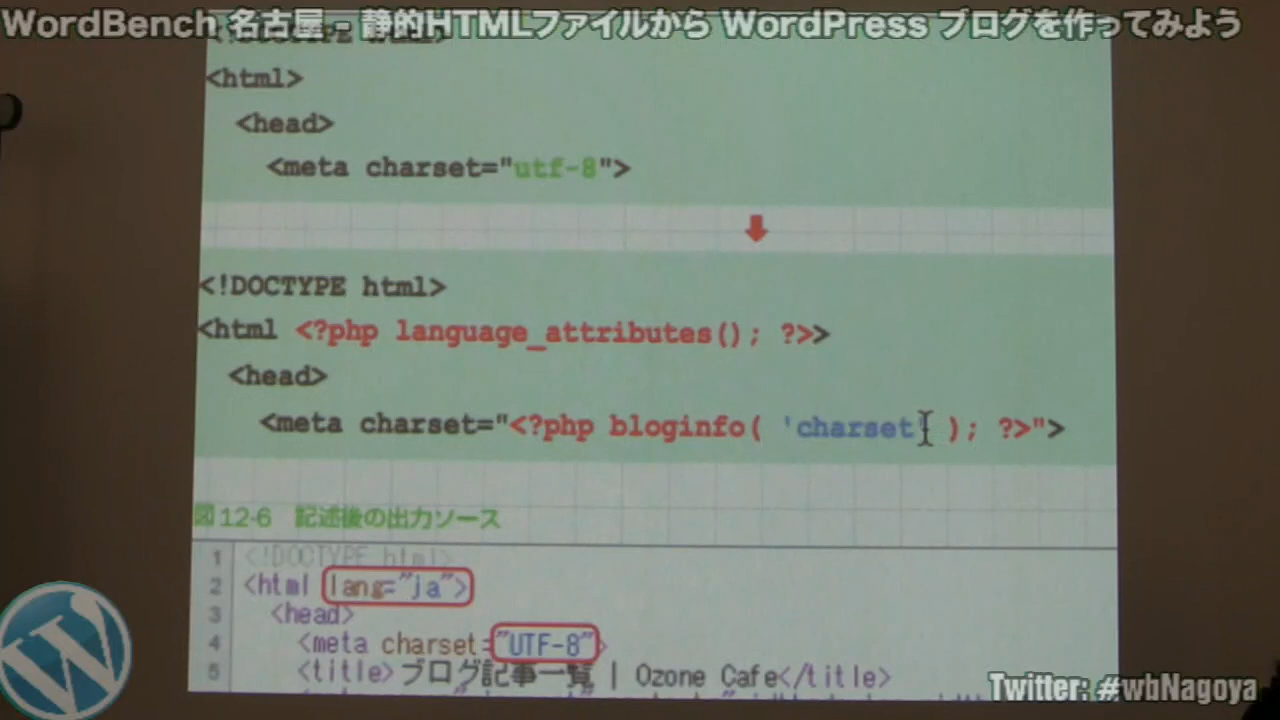 WordBench 名古屋 - 静的HTMLファイルから WordPress ブログを作ってみよう
<!DOCTYPE html>
<html>
<head>
<meta charset="utf-8">
<!DOCTYPE html>
<html <?php language_attributes(); ?>>
<head>
<meta charset="<?php bloginfo( 'charset' ); ?>">
図12-6 記述後の出力ソース
1 <!DOCTYPE html>
2 <html lang="ja">
3 <head>
4 <meta charset="UTF-8">
5 <title>ブログ記事一覧 | Ozone Cafe</title>
Twitter: #wbNagoya